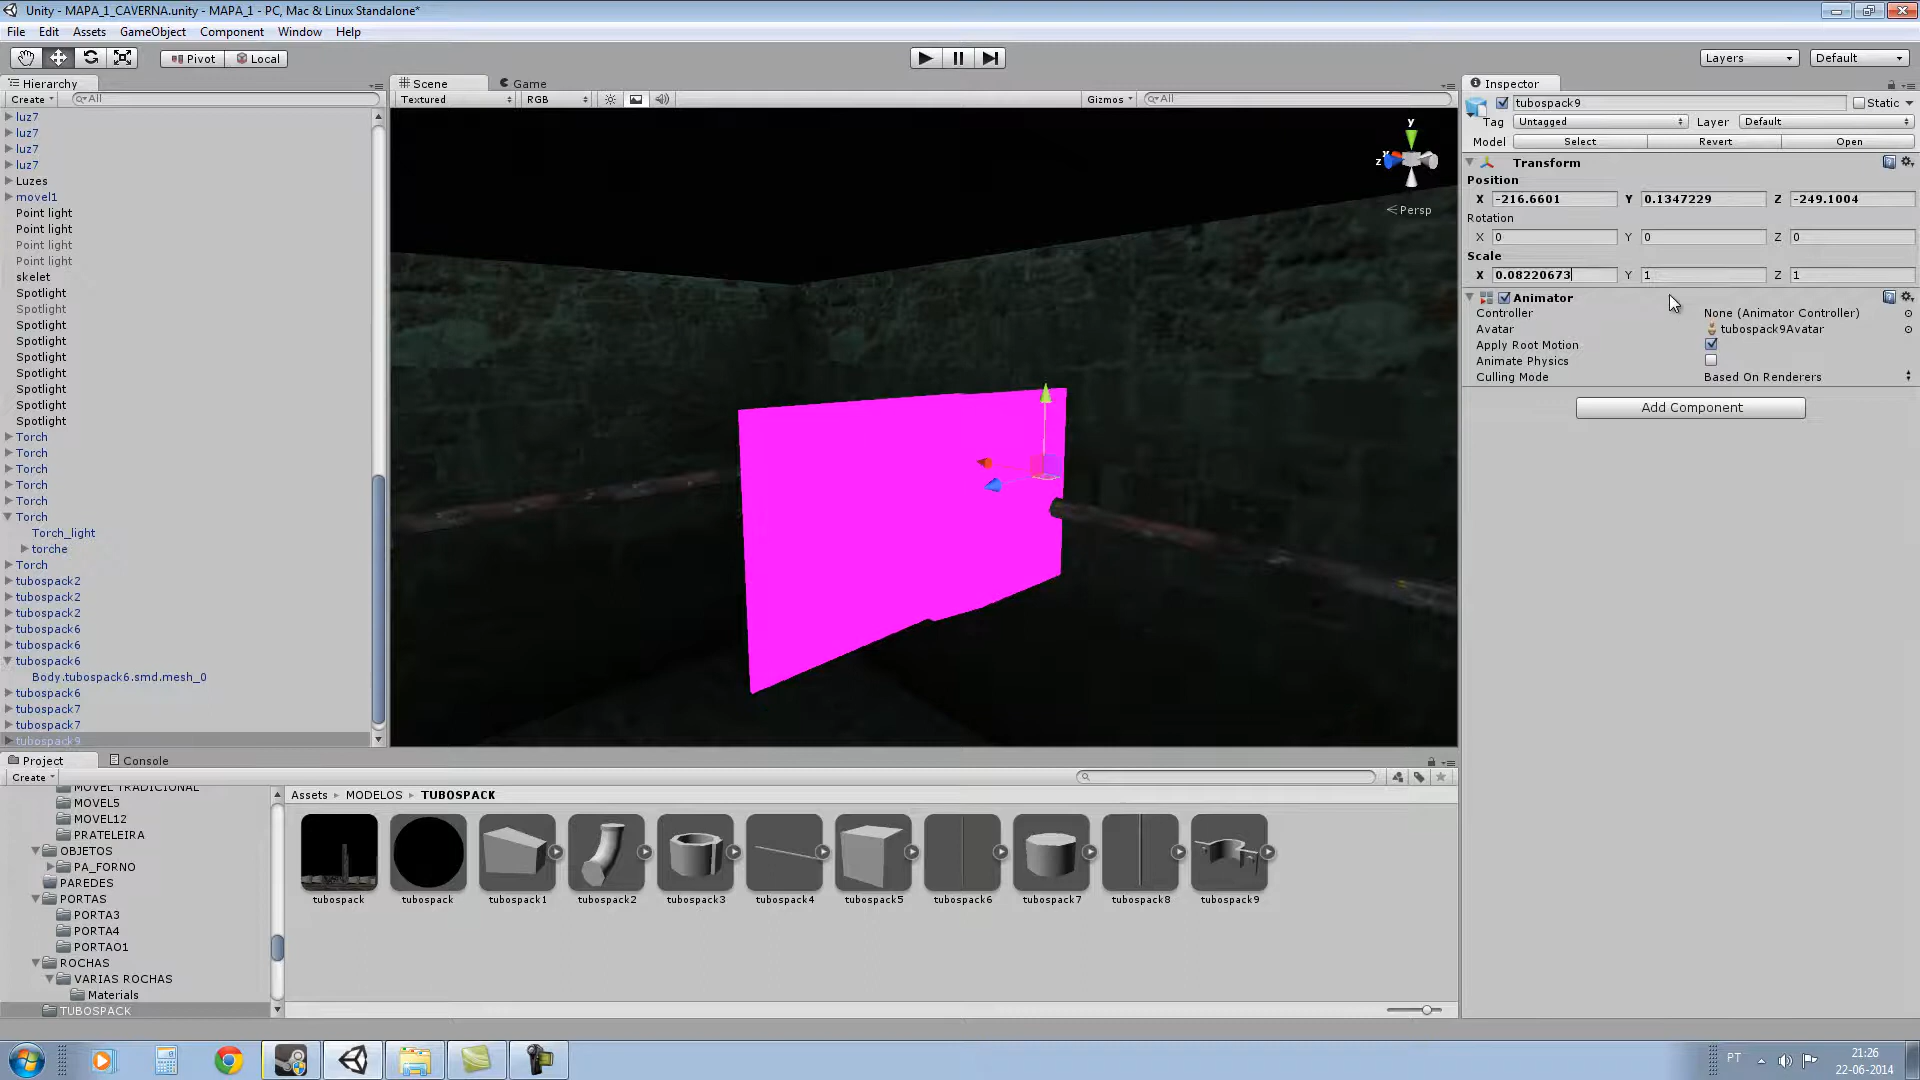 Unity - MAPA_1_CAVERNA.unity - MAPA_1 - PC, Mac & Linux Standalone*
File Edit Assets GameObject Component Window Help
Pivot Local Layers Default
Hierarchy
Create All
luz7
luz7
luz7
luz7
Luzes
movel1
Point light
Point light
Point light
Point light
skelet
Spotlight
Spotlight
Spotlight
Spotlight
Spotlight
Spotlight
Spotlight
Spotlight
Spotlight
Torch
Torch
Torch
Torch
Torch
Torch
Torch_light
torche
Torch
tubospack2
tubospack2
tubospack2
tubospack6
tubospack6
tubospack6
Body.tubospack6.smd.mesh_0
tubospack6
tubospack7
tubospack7
tubospack9
Scene Game
Textured RGB Gizmos All
y
z
Persp
Inspector
tubospack9 Static
Tag Untagged Layer Default
Model Select Revert Open
Transform
Position
X -216.6601 Y 0.1347229 Z -249.1004
Rotation
X 0 Y 0 Z 0
Scale
X 0.08220673 Y 1 Z 1
Animator
Controller None (Animator Controller)
Avatar tubospack9Avatar
Apply Root Motion
Animate Physics
Culling Mode Based On Renderers
Add Component
Project Console
Create
MOVEL TRADICIONAL
MOVEL5
MOVEL12
PRATELEIRA
OBJETOS
PA_FORNO
PAREDES
PORTAS
PORTA3
PORTA4
PORTAO1
ROCHAS
VARIAS ROCHAS
Materials
TUBOSPACK
Assets MODELOS TUBOSPACK
tubospack tubospack tubospack1 tubospack2 tubospack3 tubospack4 tubospack5 tubospack6 tubospack7 tubospack8 tubospack9
PT
21:26
22-06-2014